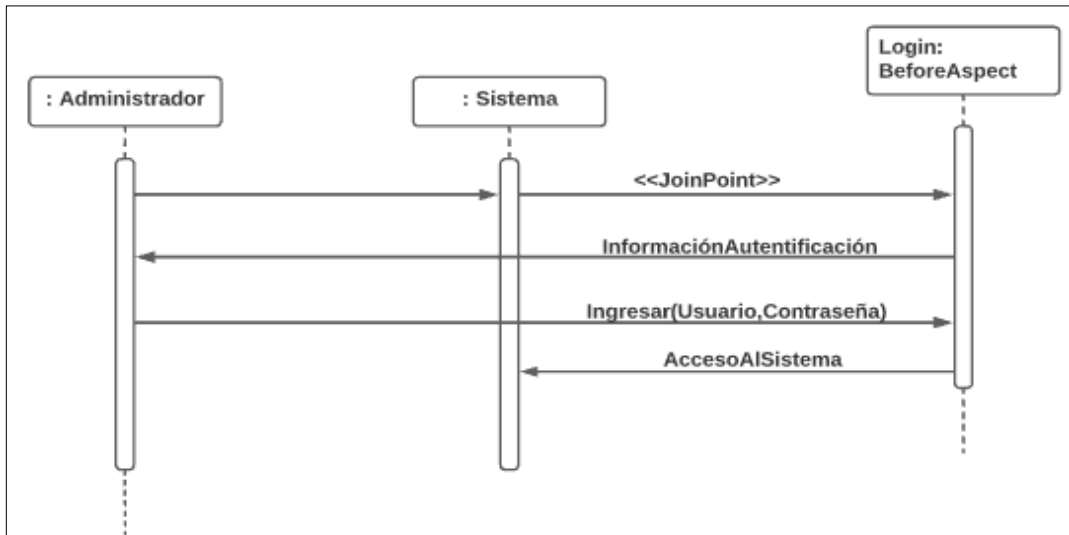 : Administrador
: Sistema
Login:
BeforeAspect
<<JoinPoint>>
InformaciónAutentificación
Ingresar(Usuario,Contraseña)
AccesoAlSistema